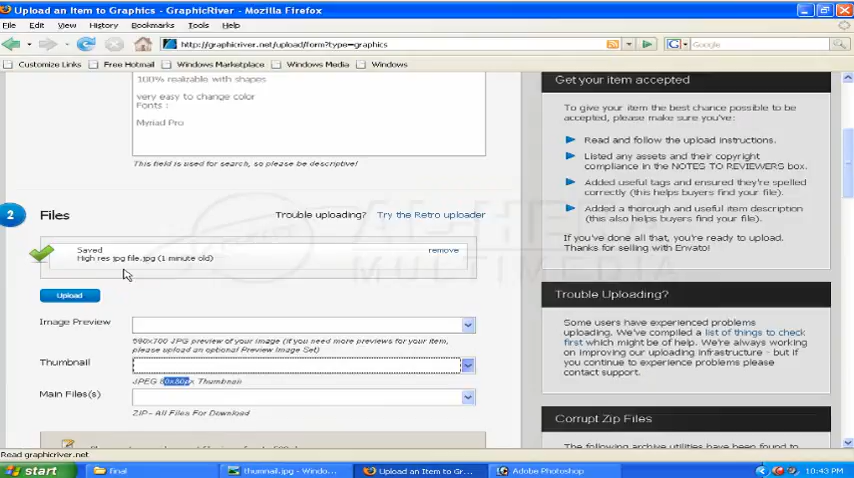 Upload an Item to Graphics - GraphicRiver - Mozilla Firefox
File Edit View History Bookmarks Tools Help
http://graphicriver.net/upload/form?type=graphics
Google
Customize Links Free Hotmail Windows Marketplace Windows Media Windows
100% realizable with shapes
very easy to change color
Fonts :
Myriad Pro
This field is used for search, so please be descriptive!
2 Files Trouble uploading? Try the Retro uploader
Saved
High res jpg file.jpg (1 minute old)
remove
Upload
Image Preview
590x700 JPG preview of your image (if you need more previews for your item,
please upload an optional Preview Image Set)
Thumbnail
JPEG 80x80px Thumbnail
Main Files(s)
ZIP - All Files For Download
Get your item accepted
To give your item the best chance possible to be
accepted, please make sure you've:
Read and follow the upload instructions.
Listed any assets and their copyright
compliance in the NOTES TO REVIEWERS box.
Added useful tags and ensured they're spelled
correctly (this helps buyers find your file).
Added a thorough and useful item description
(this also helps buyers find your file).
If you've done all that, you're ready to upload.
Thanks for selling with Envato!
Trouble Uploading?
Some users have experienced problems
uploading. We've compiled a list of things to check
first which might be of help. We're always working
on improving our uploading infrastructure - but if
you continue to experience problems please
contact support.
Corrupt Zip Files
The following archive utilities have been found to
MULTIMEDIA
Read graphicriver.net
start final thumnail.jpg - Windo... Upload an Item to Gr... Adobe Photoshop 10:43 PM